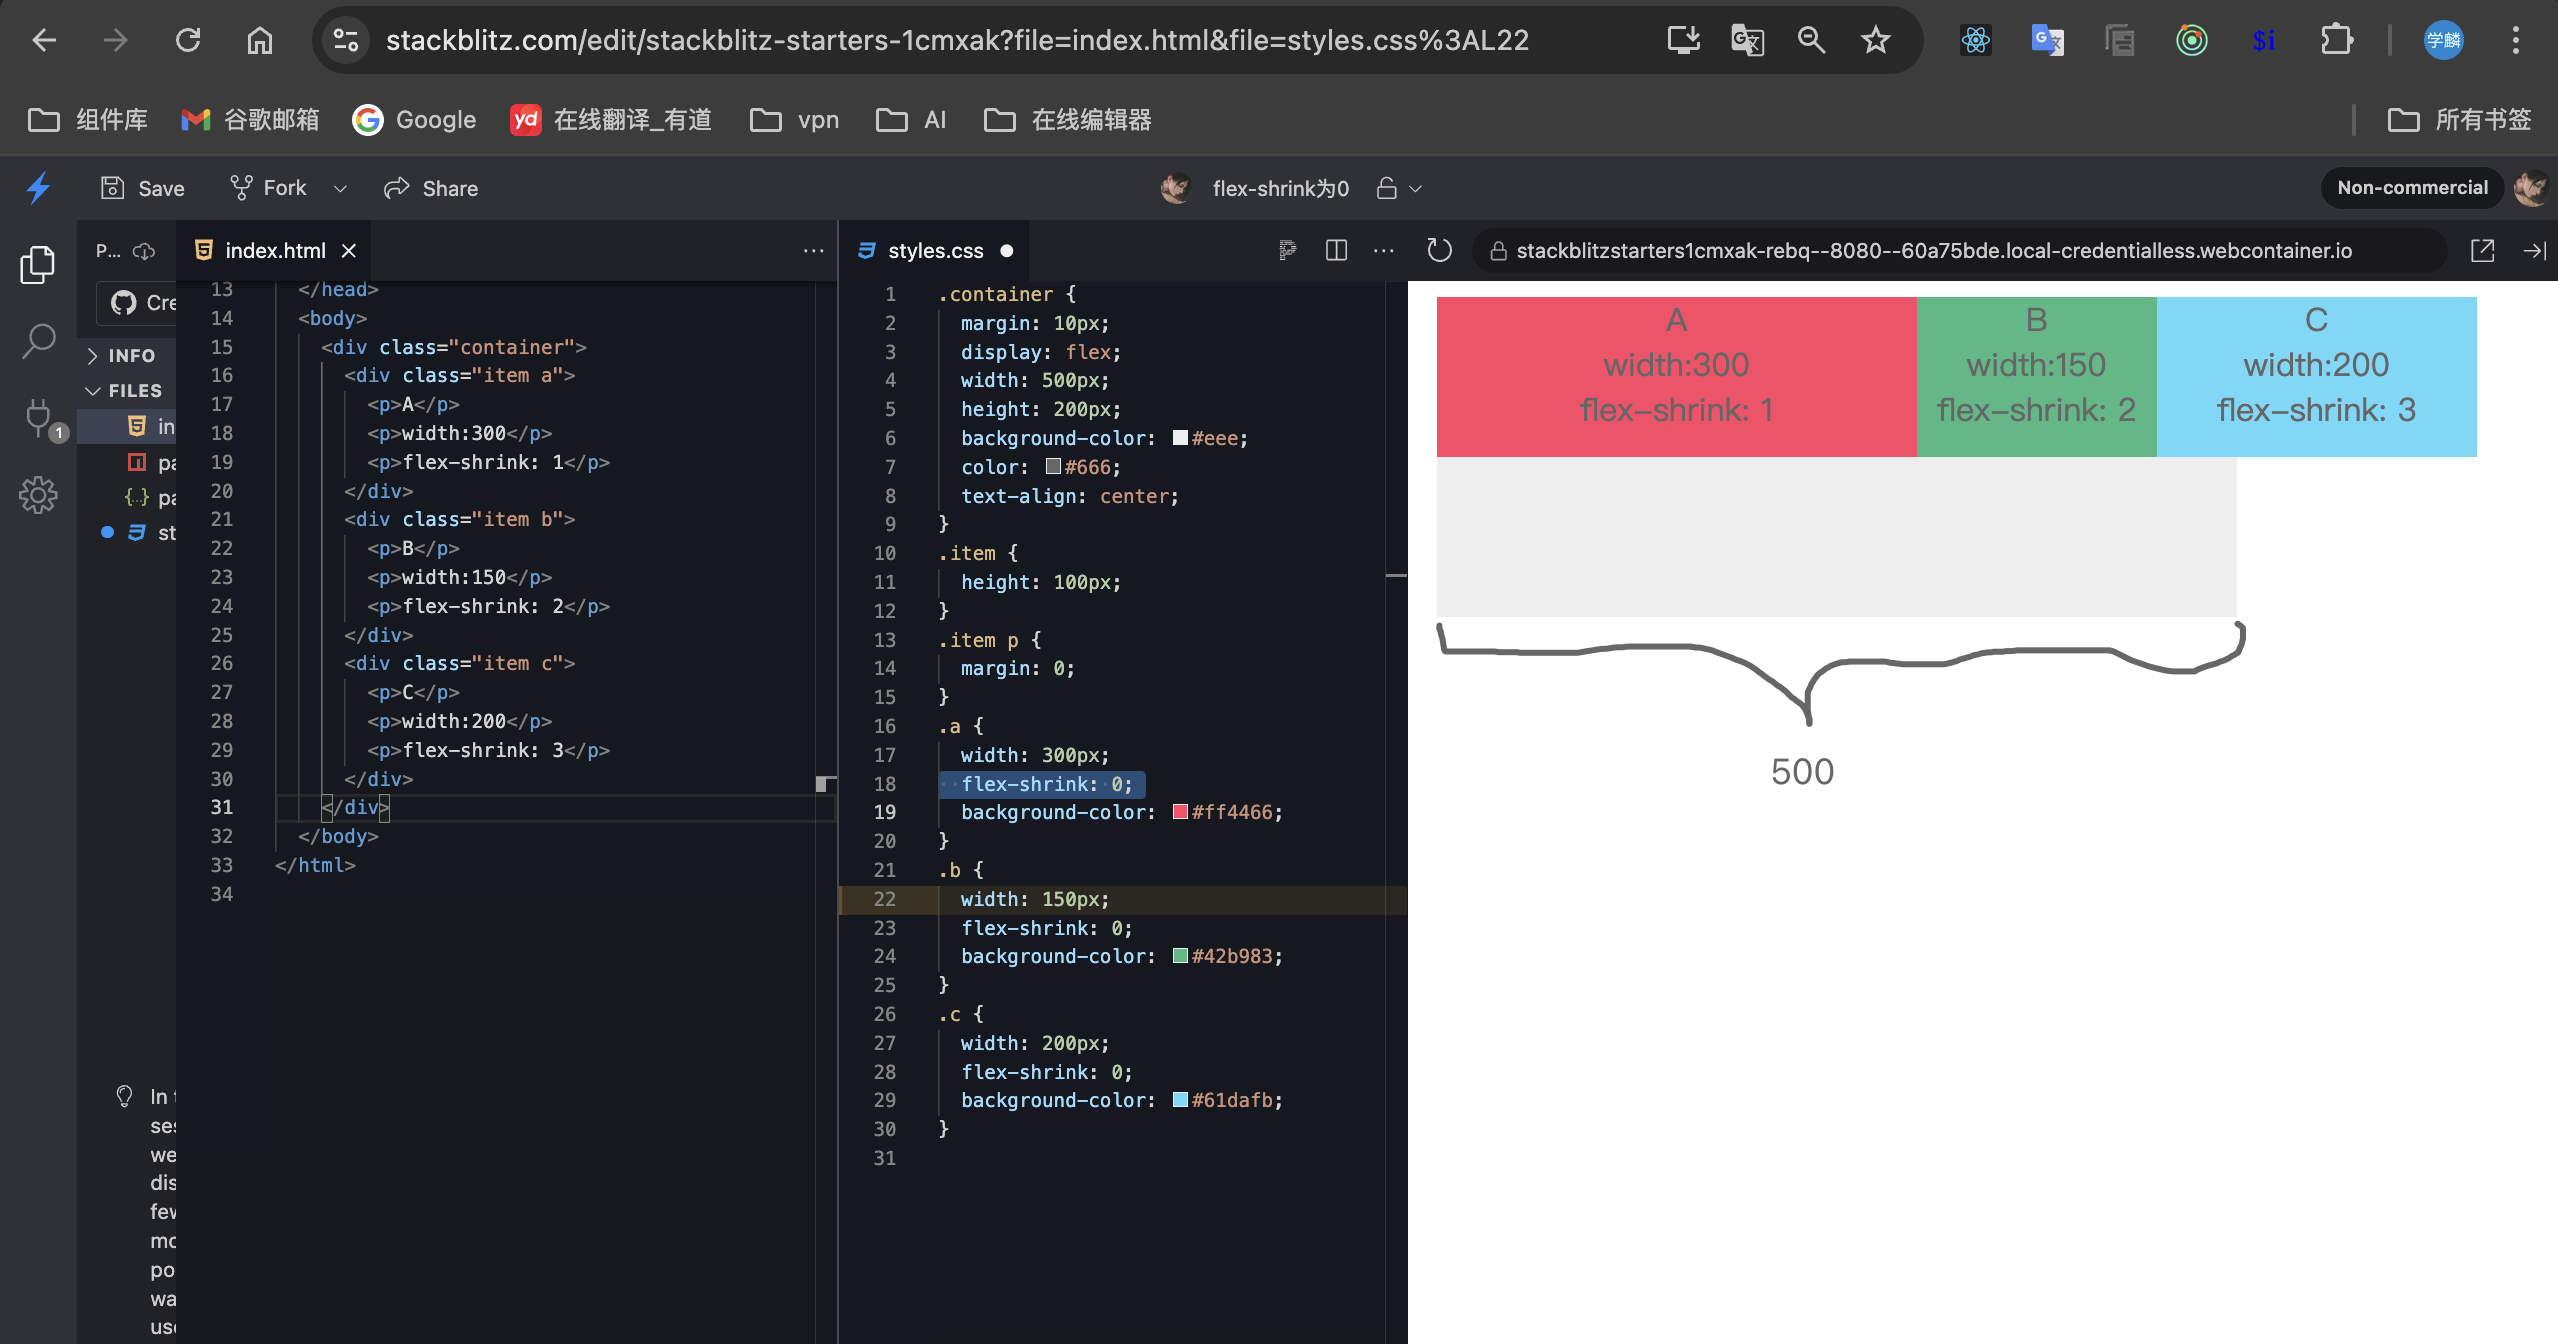 stackblitz.com/edit/stackblitz-starters-1cmxak?file=index.html&file=styles.css%3AL22
$i
学麟
组件库
谷歌邮箱
Google
yd
在线翻译_有道
vpn
AI
在线编辑器
所有书签
Save
Fork
Share
flex-shrink为0
Non-commercial
P...
index.html
styles.css
stackblitzstarters1cmxak-rebq--8080--60a75bde.local-credentialless.webcontainer.io
Cre
INFO
FILES
in
pa
pa
st
1
In t
ses
we
dis
few
mo
po
wa
use
13 </head>
14 <body>
15 <div class="container">
16 <div class="item a">
17 <p>A</p>
18 <p>width:300</p>
19 <p>flex-shrink: 1</p>
20 </div>
21 <div class="item b">
22 <p>B</p>
23 <p>width:150</p>
24 <p>flex-shrink: 2</p>
25 </div>
26 <div class="item c">
27 <p>C</p>
28 <p>width:200</p>
29 <p>flex-shrink: 3</p>
30 </div>
31 </div>
32 </body>
33 </html>
34
1 .container {
2 margin: 10px;
3 display: flex;
4 width: 500px;
5 height: 200px;
6 background-color: #eee;
7 color: #666;
8 text-align: center;
9 }
10 .item {
11 height: 100px;
12 }
13 .item p {
14 margin: 0;
15 }
16 .a {
17 width: 300px;
18 flex-shrink: 0;
19 background-color: #ff4466;
20 }
21 .b {
22 width: 150px;
23 flex-shrink: 0;
24 background-color: #42b983;
25 }
26 .c {
27 width: 200px;
28 flex-shrink: 0;
29 background-color: #61dafb;
30 }
31
A
width:300
flex-shrink: 1
B
width:150
flex-shrink: 2
C
width:200
flex-shrink: 3
500